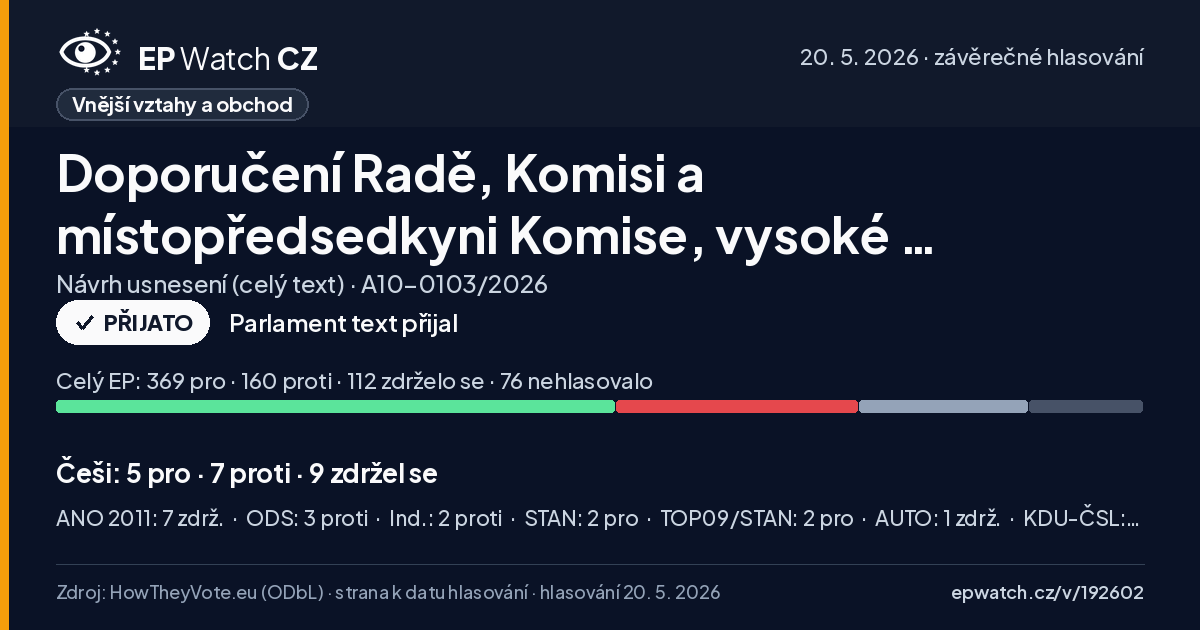 EP Watch CZ
20. 5. 2026 · závěrečné hlasování
Vnější vztahy a obchod
Doporučení Radě, Komisi a
místopředsedkyni Komise, vysoké …
Návrh usnesení (celý text) · A10–0103/2026
✓ PŘIJATO Parlament text přijal
Celý EP: 369 pro · 160 proti · 112 zdrželo se · 76 nehlasovalo
Češi: 5 pro · 7 proti · 9 zdržel se
ANO 2011: 7 zdrž. · ODS: 3 proti · Ind.: 2 proti · STAN: 2 pro · TOP09/STAN: 2 pro · AUTO: 1 zdrž. · KDU-ČSL:…
Zdroj: HowTheyVote.eu (ODbL) · strana k datu hlasování · hlasování 20. 5. 2026
epwatch.cz/v/192602